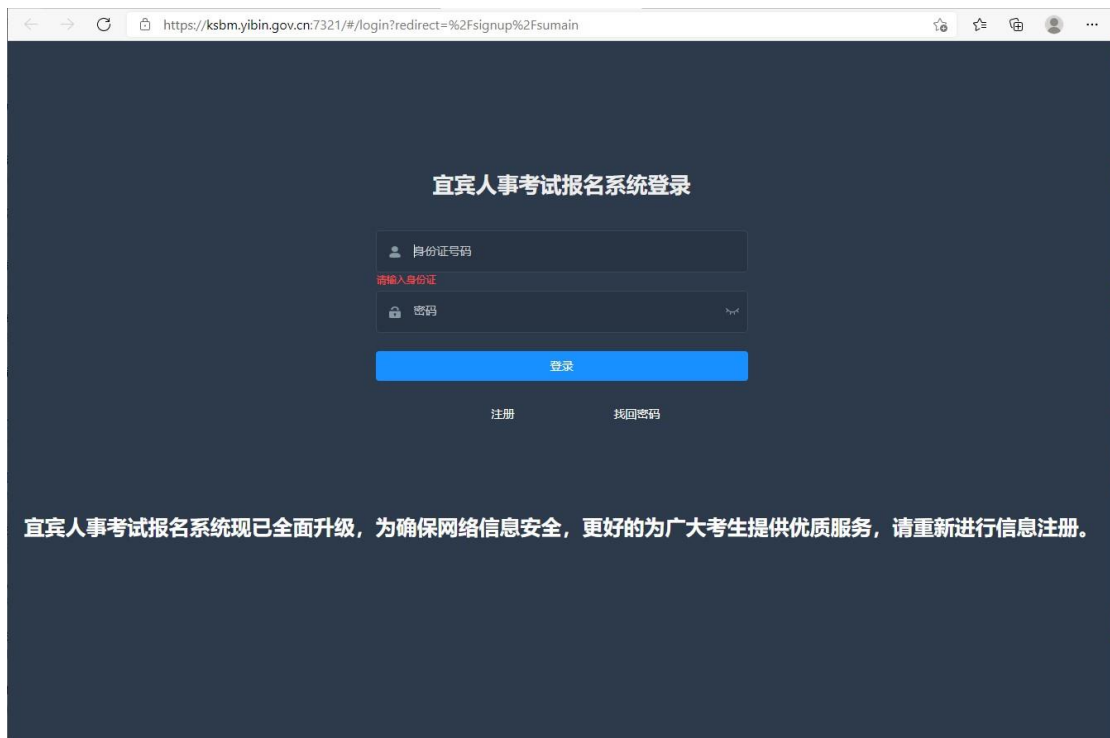 https://ksbm.yibin.gov.cn:7321/#/login?redirect=%2Fsignup%2Fsumain
宜宾人事考试报名系统登录
身份证号码
请输入身份证
密码
登录
注册 找回密码
宜宾人事考试报名系统现已全面升级，为确保网络信息安全，更好的为广大考生提供优质服务，请重新进行信息注册。